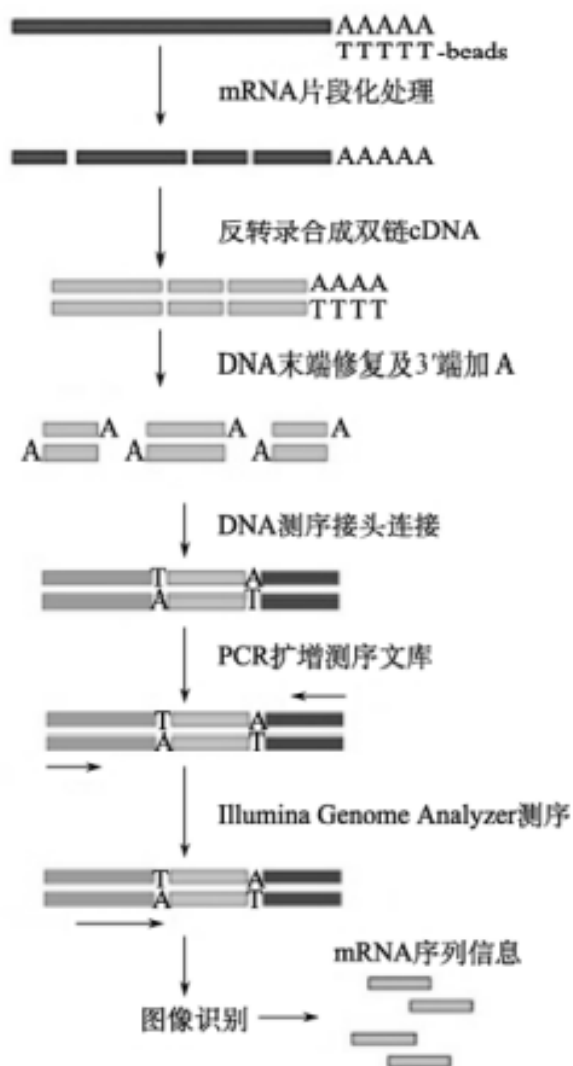 AAAAA
TTTTT-beads
mRNA片段化处理
AAAAA
反转录合成双链cDNA
AAAA
TTTT
DNA末端修复及3'端加 A
A A A
A A A
DNA测序接头连接
T A
A T
PCR扩增测序文库
T A
A T
Illumina Genome Analyzer测序
T A
A T
mRNA序列信息
图像识别